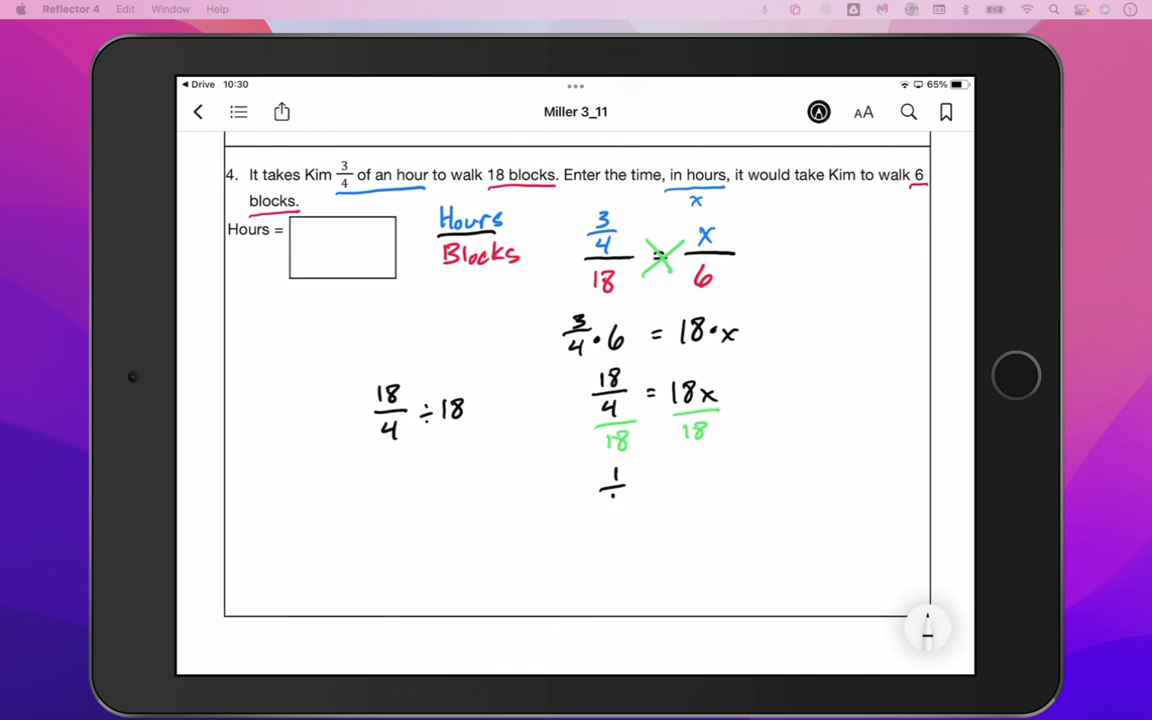 Reflector 4 Edit Window Help
Drive 10:30 65%
Miller 3_11
AA
4. It takes Kim 3/4 of an hour to walk 18 blocks. Enter the time, in hours, it would take Kim to walk 6
blocks.
x
Hours =
Hours
Blocks
3/4 / 18 = x/6
3/4 • 6 = 18 • x
18/4 ÷ 18
18/4 / 18 = 18x / 18
1